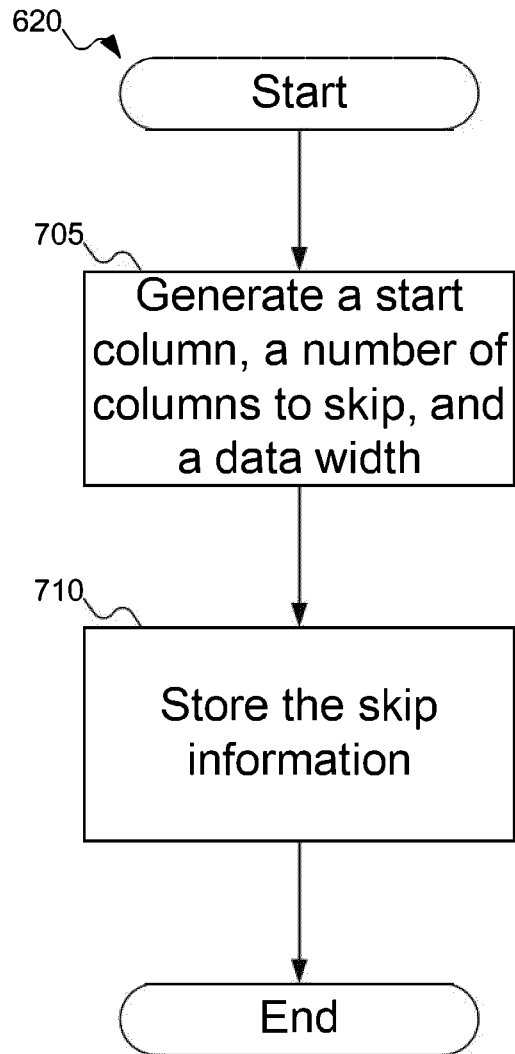 620
Start
705
Generate a start
column, a number of
columns to skip, and
a data width
710
Store the skip
information
End